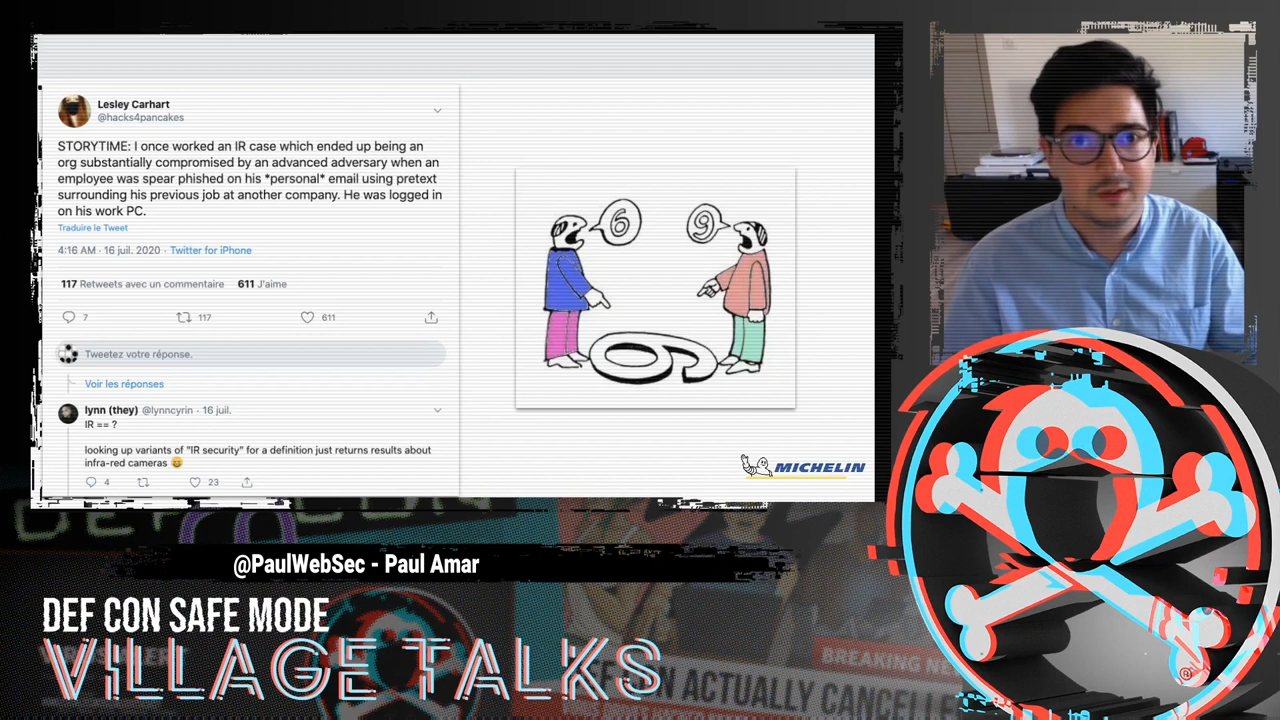 Lesley Carhart
@hacks4pancakes
STORYTIME: I once worked an IR case which ended up being an
org substantially compromised by an advanced adversary when an
employee was spear phished on his *personal* email using pretext
surrounding his previous job at another company. He was logged in
on his work PC.
Traduire le Tweet
4:16 AM · 16 juil. 2020 · Twitter for iPhone
117 Retweets avec un commentaire 611 J'aime
7 117 611
Tweetez votre réponse.
Voir les réponses
lynn (they) @lynncyrin · 16 juil.
IR == ?
looking up variants of "IR security" for a definition just returns results about
infra-red cameras 😅
4 23
6 9
6
MICHELIN
DEF CON
@PaulWebSec - Paul Amar
DEF CON SAFE MODE
VILLAGE TALKS
BREAKING NE
DEF CON ACTUALLY CANCELLE
®